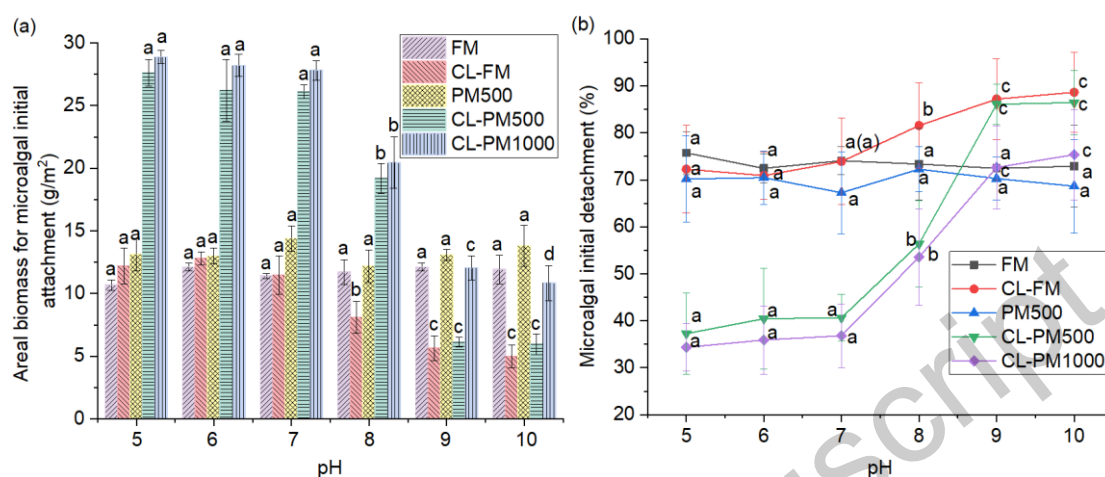 (a)
Areal biomass for microalgal initial
attachment (g/m²)
30
25
20
15
10
5
0
a a a a a
a a a a a
a a a a a
a b a b b
a c a c c
a c a c d
FM
CL-FM
PM500
CL-PM500
CL-PM1000
5 6 7 8 9 10
pH
(b)
Microalgal initial detachment (%)
100
90
80
70
60
50
40
30
20
a a a a a
a a a a a
a(a) a a a
b a a b b
c c a c a
c c a a
FM
CL-FM
PM500
CL-PM500
CL-PM1000
5 6 7 8 9 10
pH
script